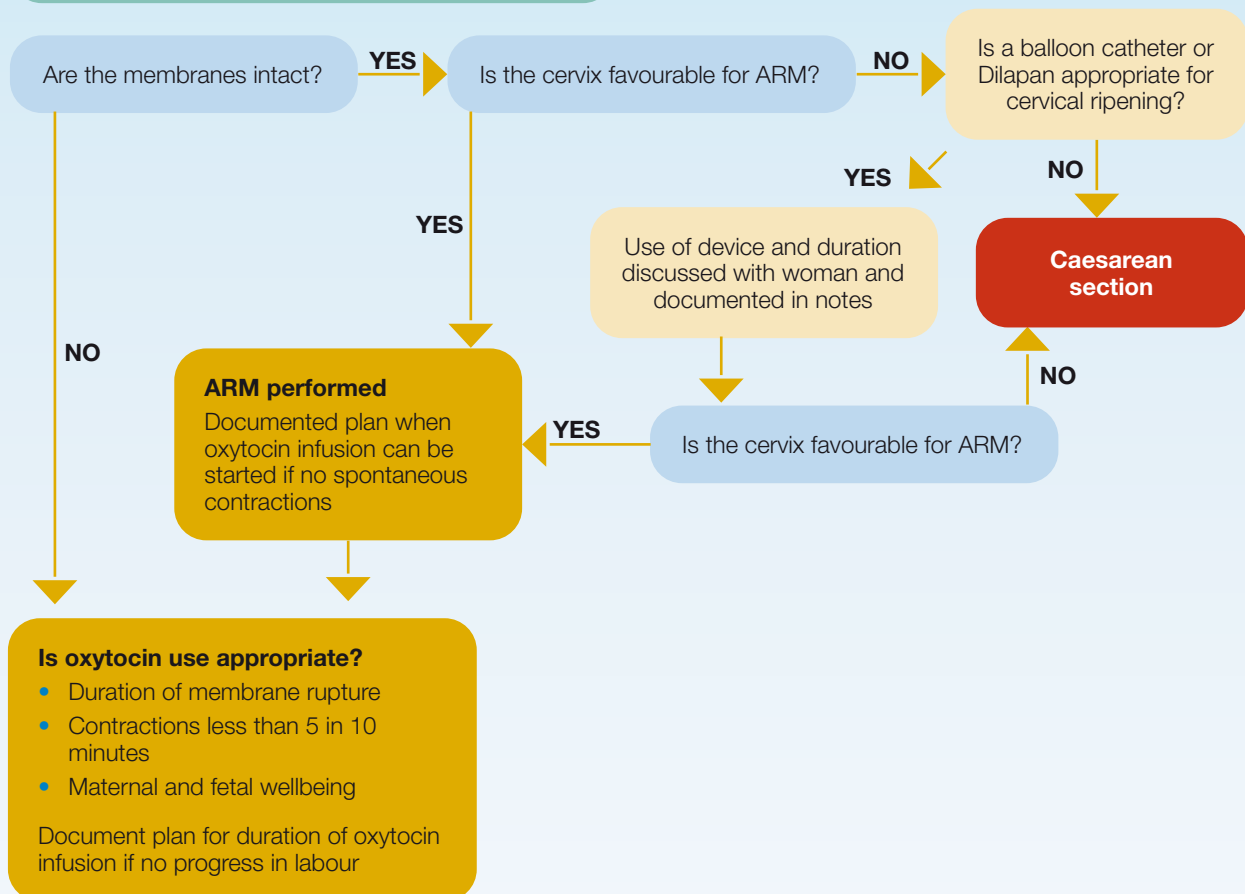 Are the membranes intact?
YES
Is the cervix favourable for ARM?
NO
Is a balloon catheter or
Dilapan appropriate for
cervical ripening?
YES
NO
YES
Use of device and duration
discussed with woman and
documented in notes
Caesarean
section
NO
ARM performed
Documented plan when
oxytocin infusion can be
started if no spontaneous
contractions
YES
Is the cervix favourable for ARM?
NO
Is oxytocin use appropriate?
• Duration of membrane rupture
• Contractions less than 5 in 10
minutes
• Maternal and fetal wellbeing
Document plan for duration of oxytocin
infusion if no progress in labour